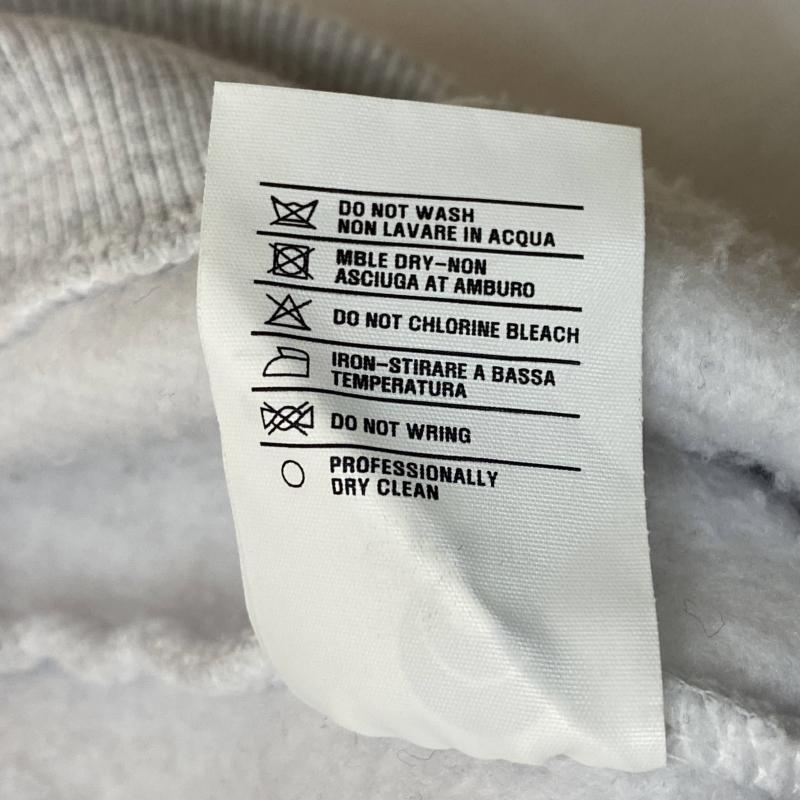 DO NOT WASH
NON LAVARE IN ACQUA
MBLE DRY-NON
ASCIUGA AT AMBURO
DO NOT CHLORINE BLEACH
IRON-STIRARE A BASSA
TEMPERATURA
DO NOT WRING
PROFESSIONALLY
DRY CLEAN